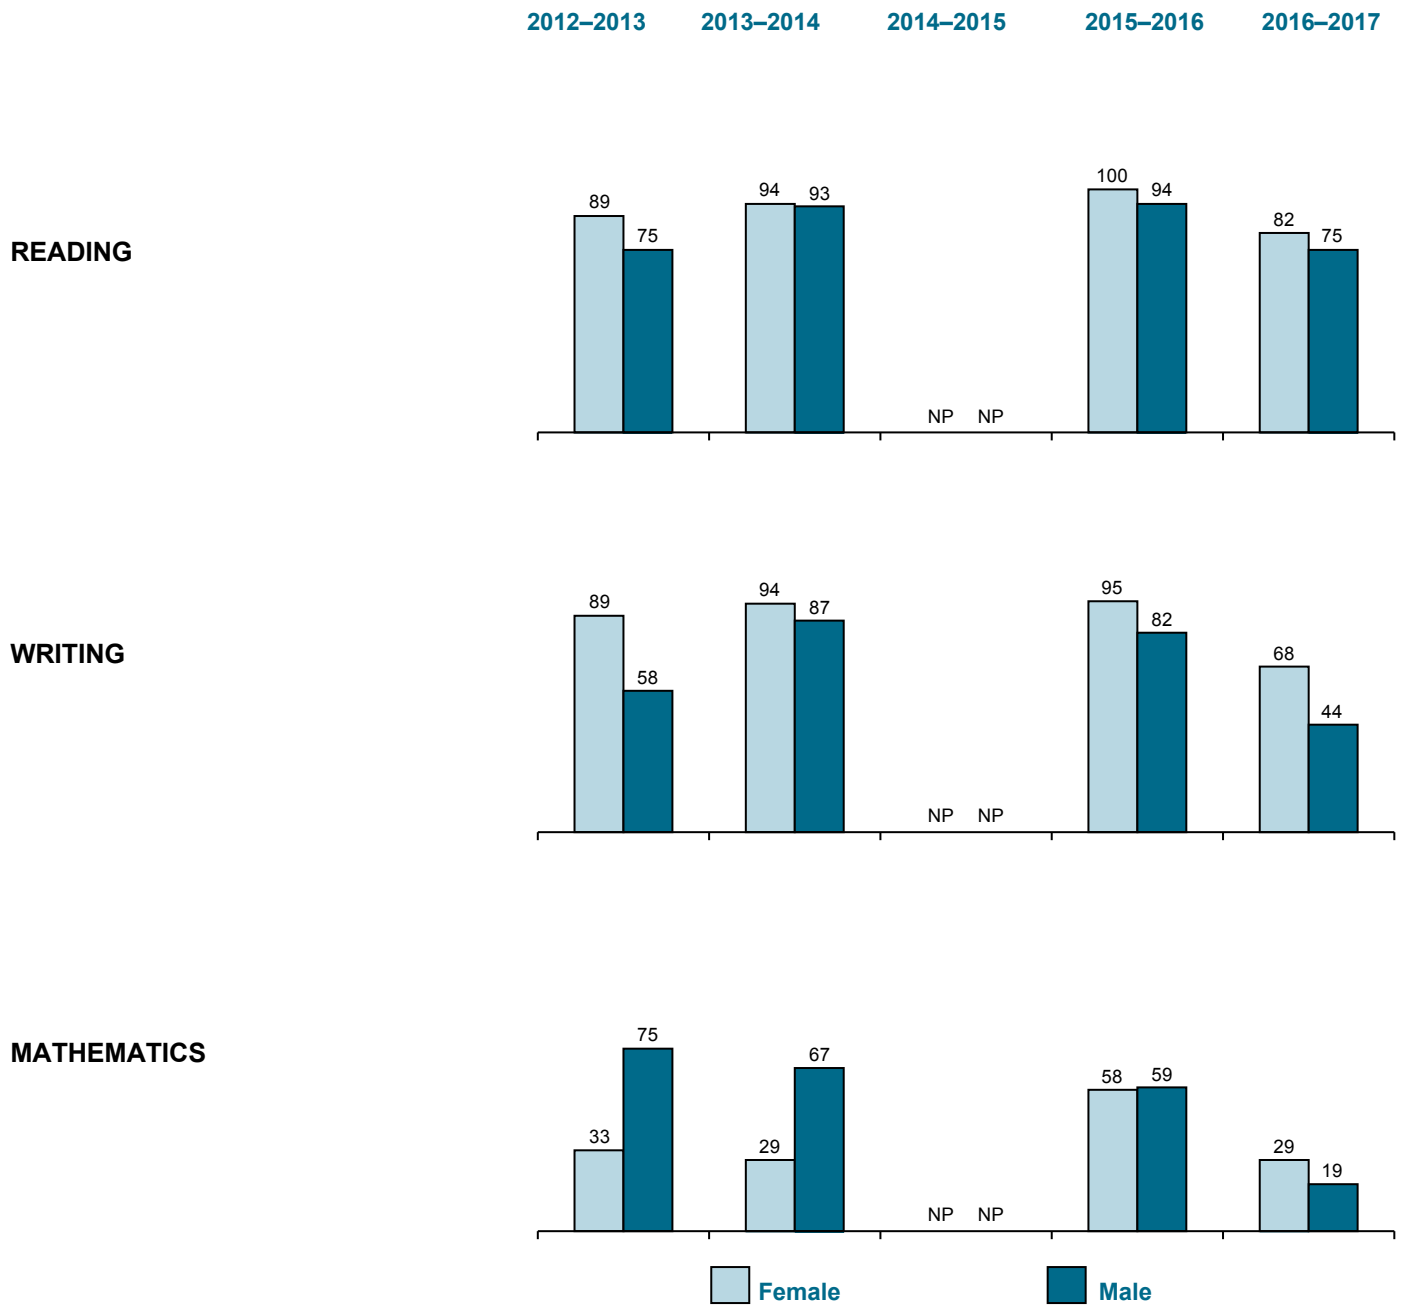 2012–2013 2013–2014 2014–2015 2015–2016 2016–2017
100
94 93 94
89
82
75 75
READING
NP NP
94 95
89 87
82
WRITING
68
58
44
NP NP
75
MATHEMATICS
67
58 59
33
29 29
19
NP NP
Female Male